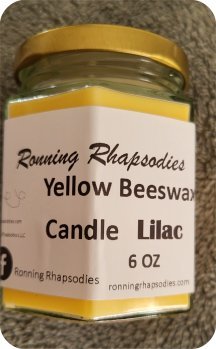 Ronning Rhapsodies
Yellow Beeswax
Candle Lilac
6 OZ
Ronning Rhapsodies
ronningrhapsodies.com